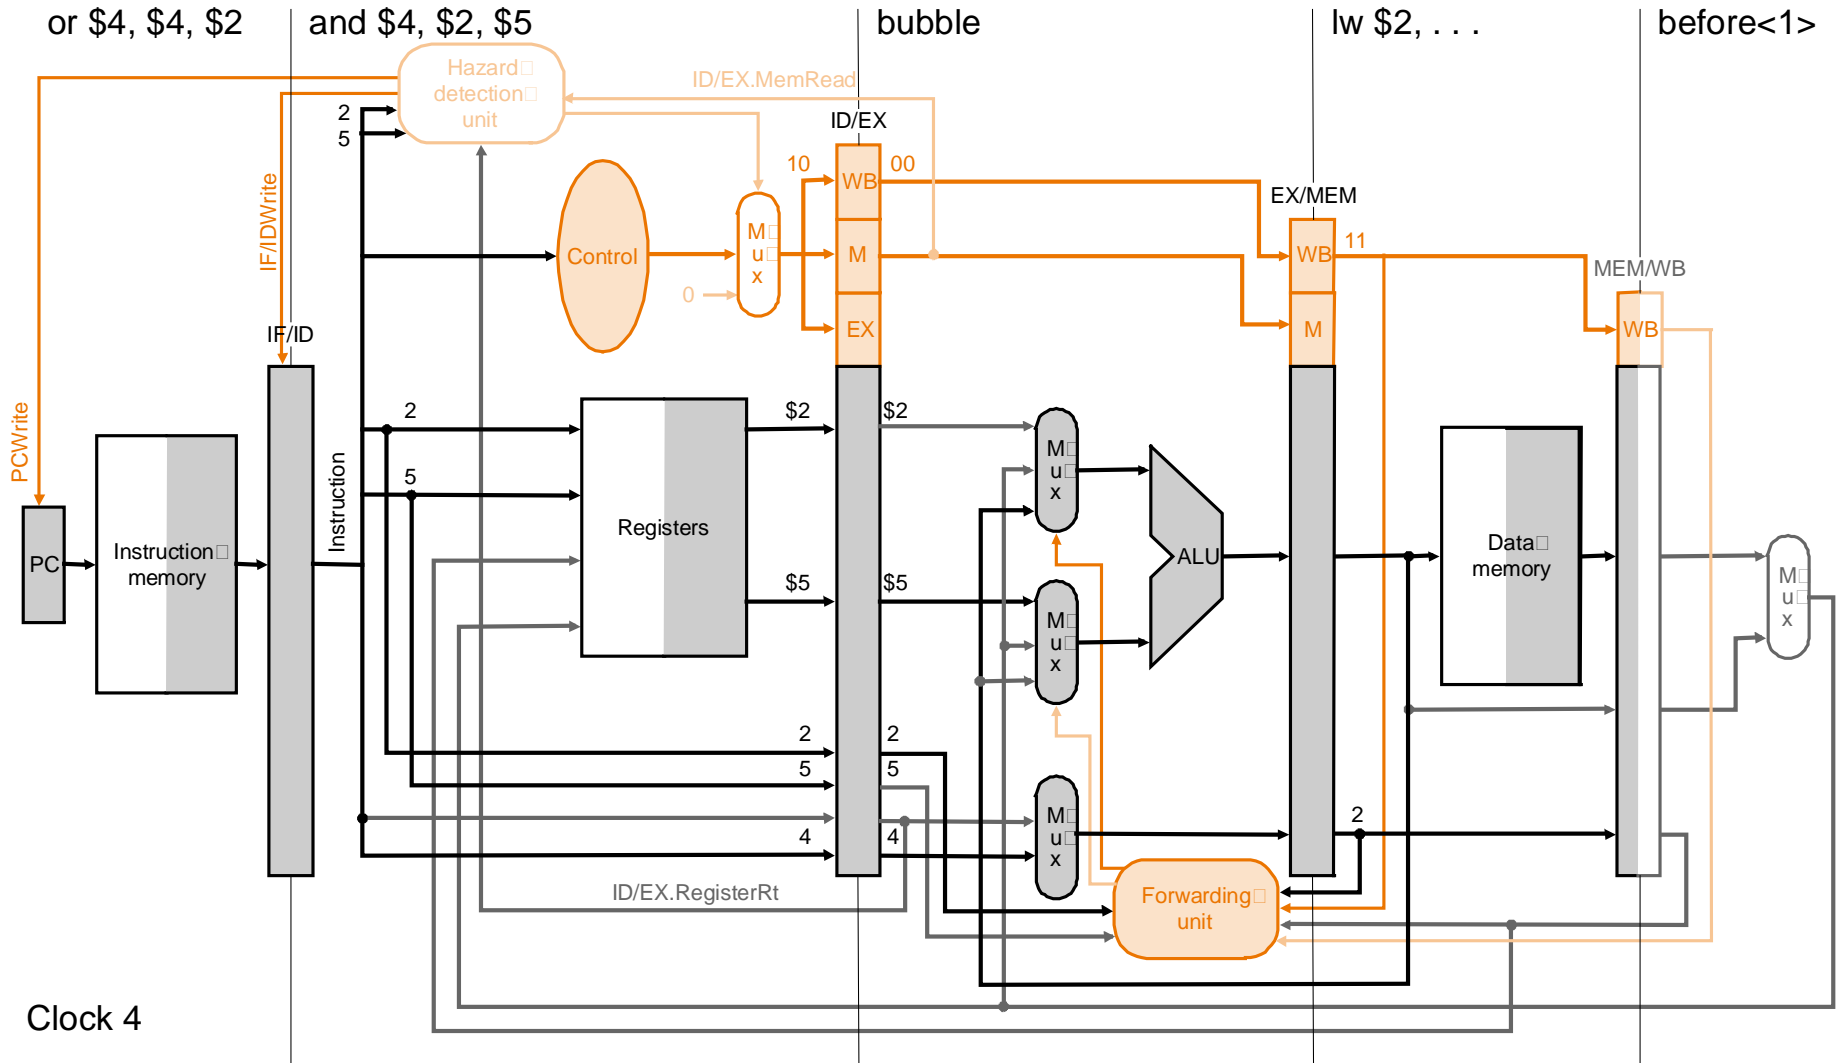 or $4, $4, $2
and $4, $2, $5
bubble
lw $2, . . .
before<1>
Hazard
detection
unit
ID/EX.MemRead
2
5
ID/EX
10
WB
00
EX/MEM
PCWrite
IF/IDWrite
Control
M
u
x
M
WB
11
MEM/WB
0
EX
M
WB
IF/ID
2
$2
$2
M
u
x
5
Instruction
PC
Instruction
memory
Registers
ALU
Data
memory
M
u
x
$5
$5
M
u
x
2
2
5
5
4
4
M
u
x
2
ID/EX.RegisterRt
Forwarding
unit
Clock 4